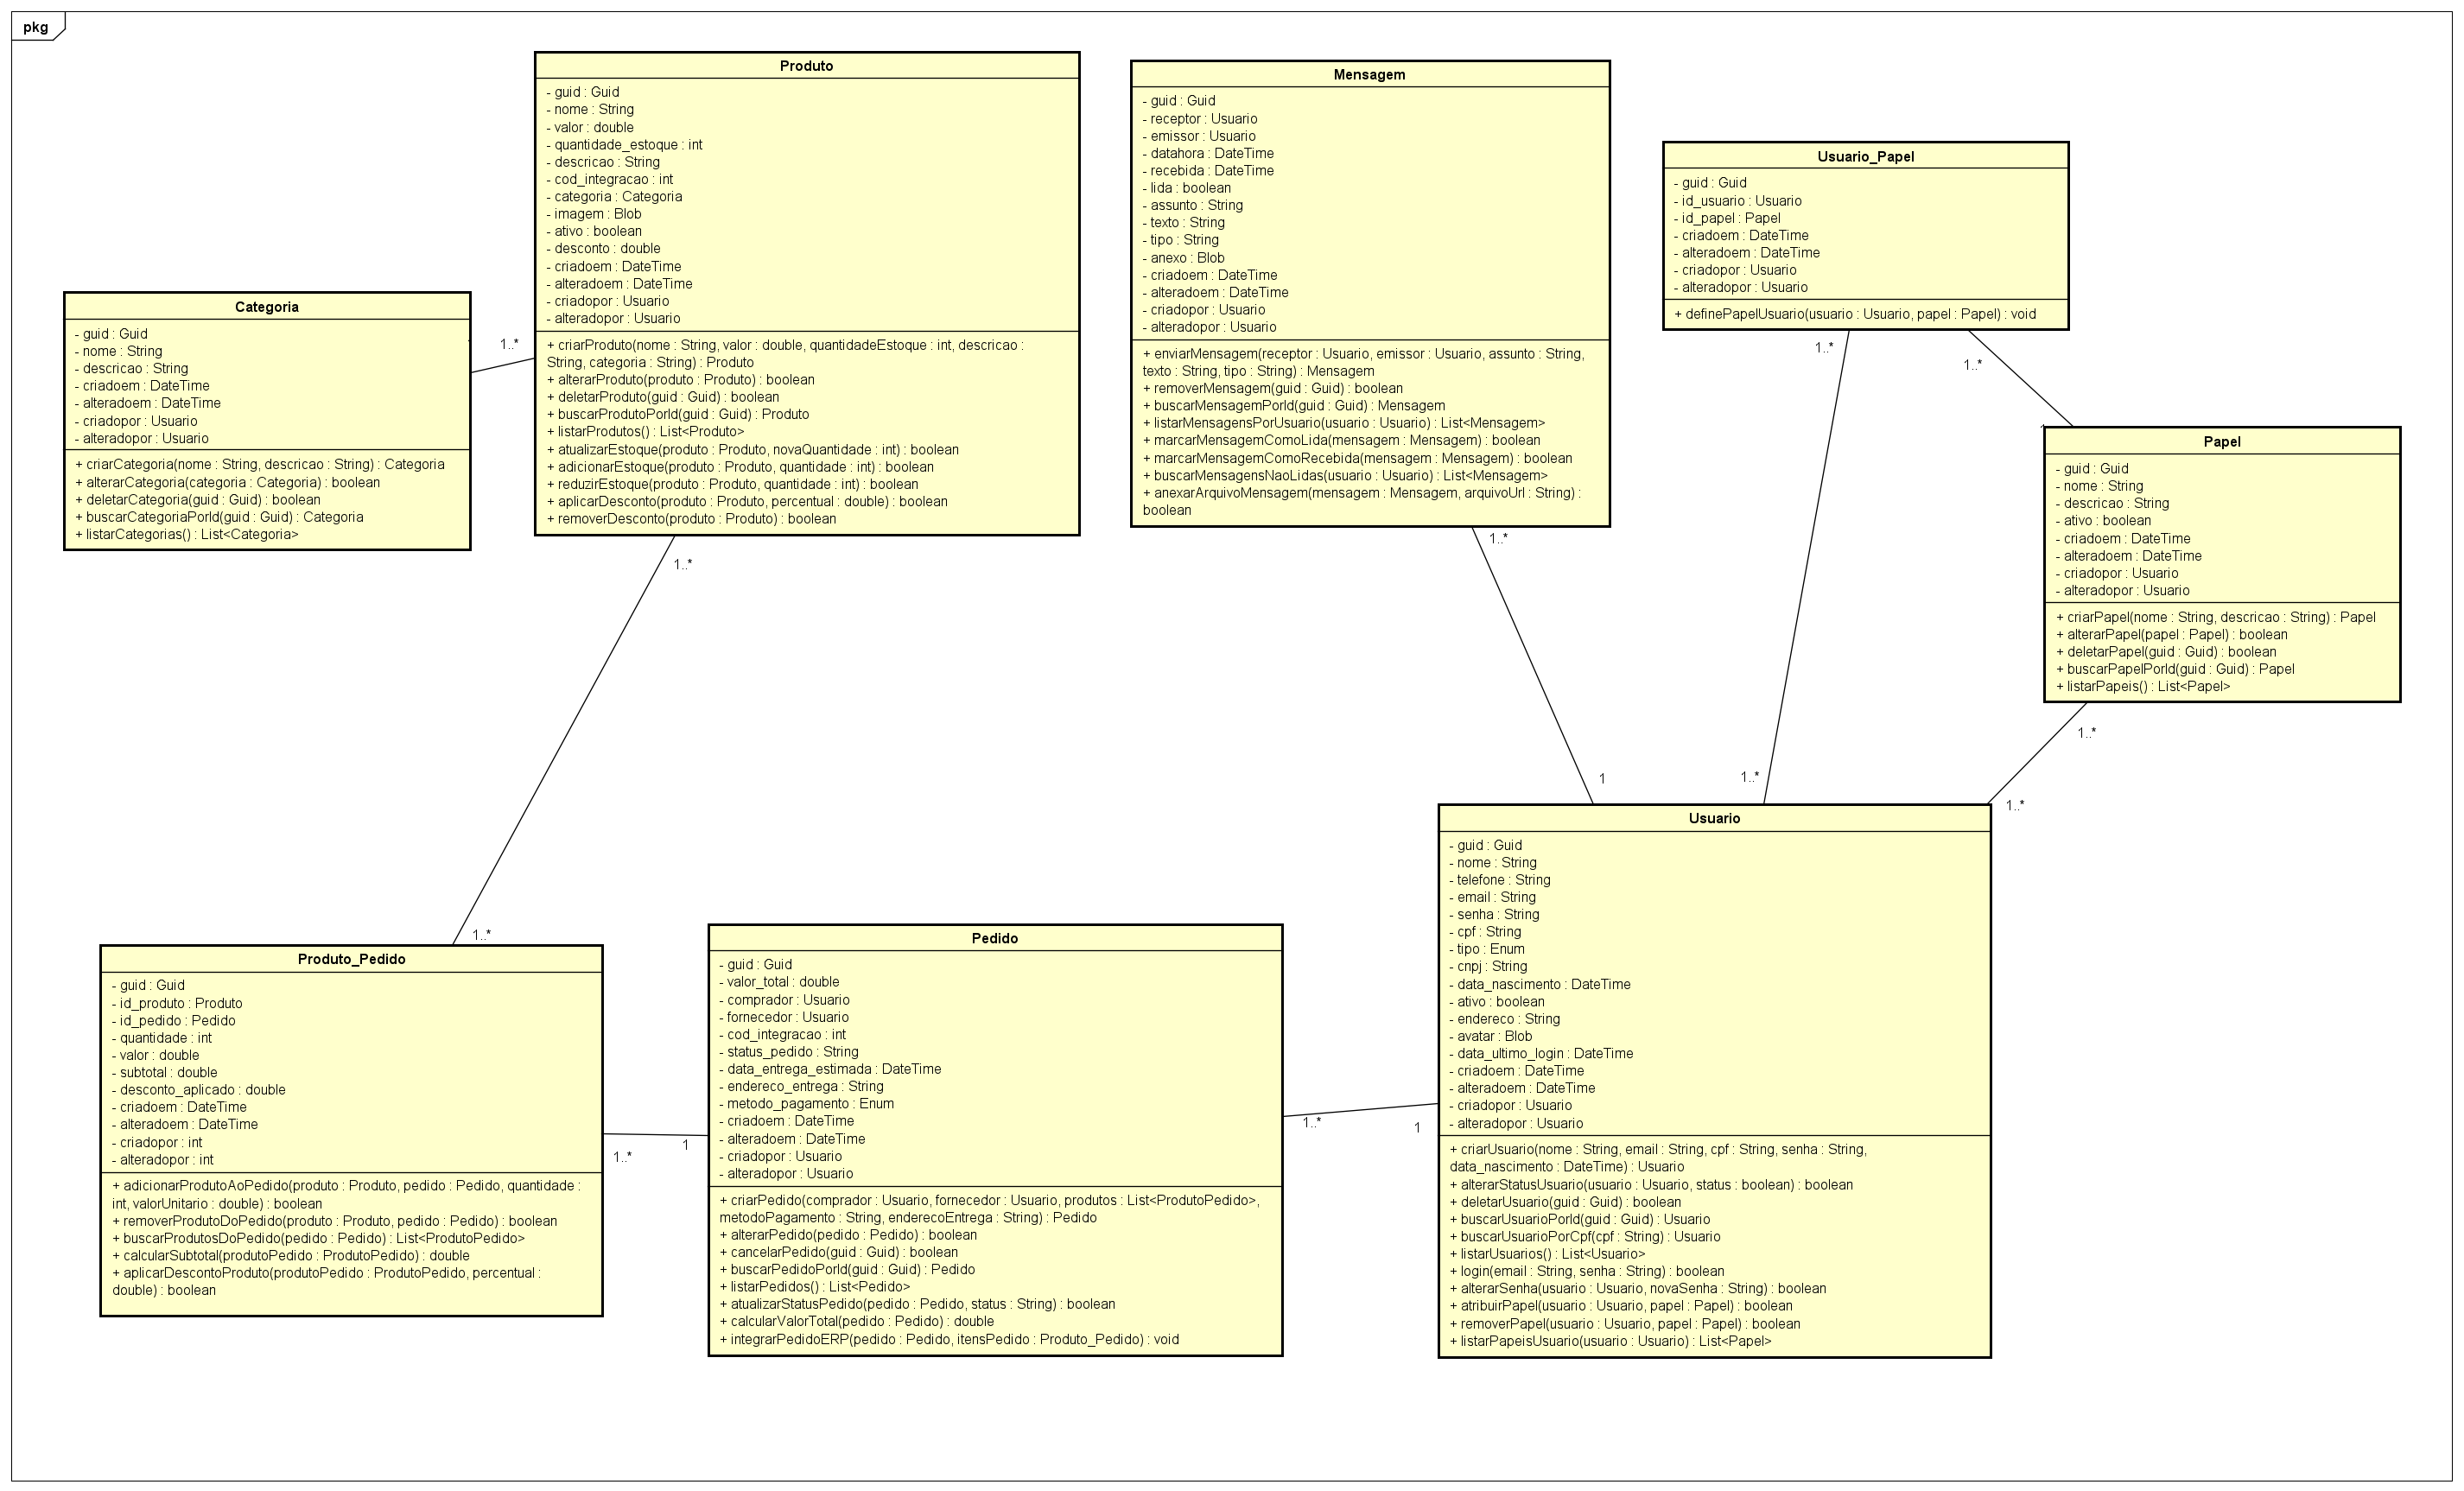 pkg
Produto
- guid : Guid
- nome : String
- valor : double
- quantidade_estoque : int
- descricao : String
- cod_integracao : int
- categoria : Categoria
- imagem : Blob
- ativo : boolean
- desconto : double
- criadoem : DateTime
- alteradoem : DateTime
- criadopor : Usuario
- alteradopor : Usuario
+ criarProduto(nome : String, valor : double, quantidadeEstoque : int, descricao :
String, categoria : String) : Produto
+ alterarProduto(produto : Produto) : boolean
+ deletarProduto(guid : Guid) : boolean
+ buscarProdutoPorId(guid : Guid) : Produto
+ listarProdutos() : List<Produto>
+ atualizarEstoque(produto : Produto, novaQuantidade : int) : boolean
+ adicionarEstoque(produto : Produto, quantidade : int) : boolean
+ reduzirEstoque(produto : Produto, quantidade : int) : boolean
+ aplicarDesconto(produto : Produto, percentual : double) : boolean
+ removerDesconto(produto : Produto) : boolean
Mensagem
- guid : Guid
- receptor : Usuario
- emissor : Usuario
- datahora : DateTime
- recebida : DateTime
- lida : boolean
- assunto : String
- texto : String
- tipo : String
- anexo : Blob
- criadoem : DateTime
- alteradoem : DateTime
- criadopor : Usuario
- alteradopor : Usuario
+ enviarMensagem(receptor : Usuario, emissor : Usuario, assunto : String,
texto : String, tipo : String) : Mensagem
+ removerMensagem(guid : Guid) : boolean
+ buscarMensagemPorId(guid : Guid) : Mensagem
+ listarMensagensPorUsuario(usuario : Usuario) : List<Mensagem>
+ marcarMensagemComoLida(mensagem : Mensagem) : boolean
+ marcarMensagemComoRecebida(mensagem : Mensagem) : boolean
+ buscarMensagensNaoLidas(usuario : Usuario) : List<Mensagem>
+ anexarArquivoMensagem(mensagem : Mensagem, arquivoUrl : String) :
boolean
Usuario_Papel
- guid : Guid
- id_usuario : Usuario
- id_papel : Papel
- criadoem : DateTime
- alteradoem : DateTime
- criadopor : Usuario
- alteradopor : Usuario
+ definePapelUsuario(usuario : Usuario, papel : Papel) : void
Categoria
- guid : Guid
- nome : String
- descricao : String
- criadoem : DateTime
- alteradoem : DateTime
- criadopor : Usuario
- alteradopor : Usuario
+ criarCategoria(nome : String, descricao : String) : Categoria
+ alterarCategoria(categoria : Categoria) : boolean
+ deletarCategoria(guid : Guid) : boolean
+ buscarCategoriaPorId(guid : Guid) : Categoria
+ listarCategorias() : List<Categoria>
1..*
1..*
1..*
Papel
- guid : Guid
- nome : String
- descricao : String
- ativo : boolean
- criadoem : DateTime
- alteradoem : DateTime
- criadopor : Usuario
- alteradopor : Usuario
+ criarPapel(nome : String, descricao : String) : Papel
+ alterarPapel(papel : Papel) : boolean
+ deletarPapel(guid : Guid) : boolean
+ buscarPapelPorId(guid : Guid) : Papel
+ listarPapeis() : List<Papel>
1..*
1..*
1..*
1
1..*
1..*
1..*
Usuario
- guid : Guid
- nome : String
- telefone : String
- email : String
- senha : String
- cpf : String
- tipo : Enum
- cnpj : String
- data_nascimento : DateTime
- ativo : boolean
- endereco : String
- avatar : Blob
- data_ultimo_login : DateTime
- criadoem : DateTime
- alteradoem : DateTime
- criadopor : Usuario
- alteradopor : Usuario
+ criarUsuario(nome : String, email : String, cpf : String, senha : String,
data_nascimento : DateTime) : Usuario
+ alterarStatusUsuario(usuario : Usuario, status : boolean) : boolean
+ deletarUsuario(guid : Guid) : boolean
+ buscarUsuarioPorId(guid : Guid) : Usuario
+ buscarUsuarioPorCpf(cpf : String) : Usuario
+ listarUsuarios() : List<Usuario>
+ login(email : String, senha : String) : boolean
+ alterarSenha(usuario : Usuario, novaSenha : String) : boolean
+ atribuirPapel(usuario : Usuario, papel : Papel) : boolean
+ removerPapel(usuario : Usuario, papel : Papel) : boolean
+ listarPapeisUsuario(usuario : Usuario) : List<Papel>
Produto_Pedido
- guid : Guid
- id_produto : Produto
- id_pedido : Pedido
- quantidade : int
- valor : double
- subtotal : double
- desconto_aplicado : double
- criadoem : DateTime
- alteradoem : DateTime
- criadopor : int
- alteradopor : int
+ adicionarProdutoAoPedido(produto : Produto, pedido : Pedido, quantidade :
int, valorUnitario : double) : boolean
+ removerProdutoDoPedido(produto : Produto, pedido : Pedido) : boolean
+ buscarProdutosDoPedido(pedido : Pedido) : List<ProdutoPedido>
+ calcularSubtotal(produtoPedido : ProdutoPedido) : double
+ aplicarDescontoProduto(produtoPedido : ProdutoPedido, percentual :
double) : boolean
1..*
1
Pedido
- guid : Guid
- valor_total : double
- comprador : Usuario
- fornecedor : Usuario
- cod_integracao : int
- status_pedido : String
- data_entrega_estimada : DateTime
- endereco_entrega : String
- metodo_pagamento : Enum
- criadoem : DateTime
- alteradoem : DateTime
- criadopor : Usuario
- alteradopor : Usuario
+ criarPedido(comprador : Usuario, fornecedor : Usuario, produtos : List<ProdutoPedido>,
metodoPagamento : String, enderecoEntrega : String) : Pedido
+ alterarPedido(pedido : Pedido) : boolean
+ cancelarPedido(guid : Guid) : boolean
+ buscarPedidoPorId(guid : Guid) : Pedido
+ listarPedidos() : List<Pedido>
+ atualizarStatusPedido(pedido : Pedido, status : String) : boolean
+ calcularValorTotal(pedido : Pedido) : double
+ integrarPedidoERP(pedido : Pedido, itensPedido : Produto_Pedido) : void
1..*
1